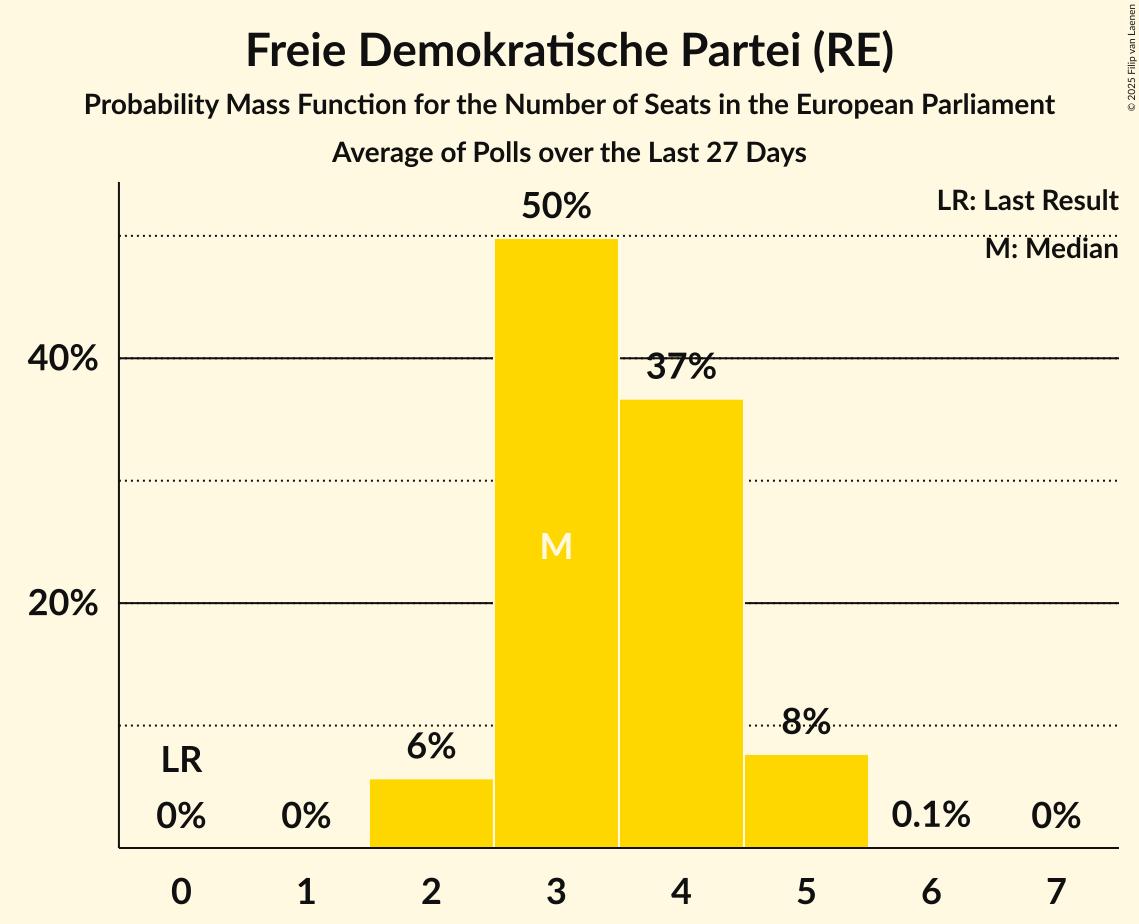 Freie Demokratische Partei (RE)
Probability Mass Function for the Number of Seats in the European Parliament
Average of Polls over the Last 27 Days
© 2025 Filip van Laenen
LR: Last Result
M: Median
50%
40%
37%
M
20%
8%
6%
LR
0%
0%
0.1%
0%
0 1 2 3 4 5 6 7